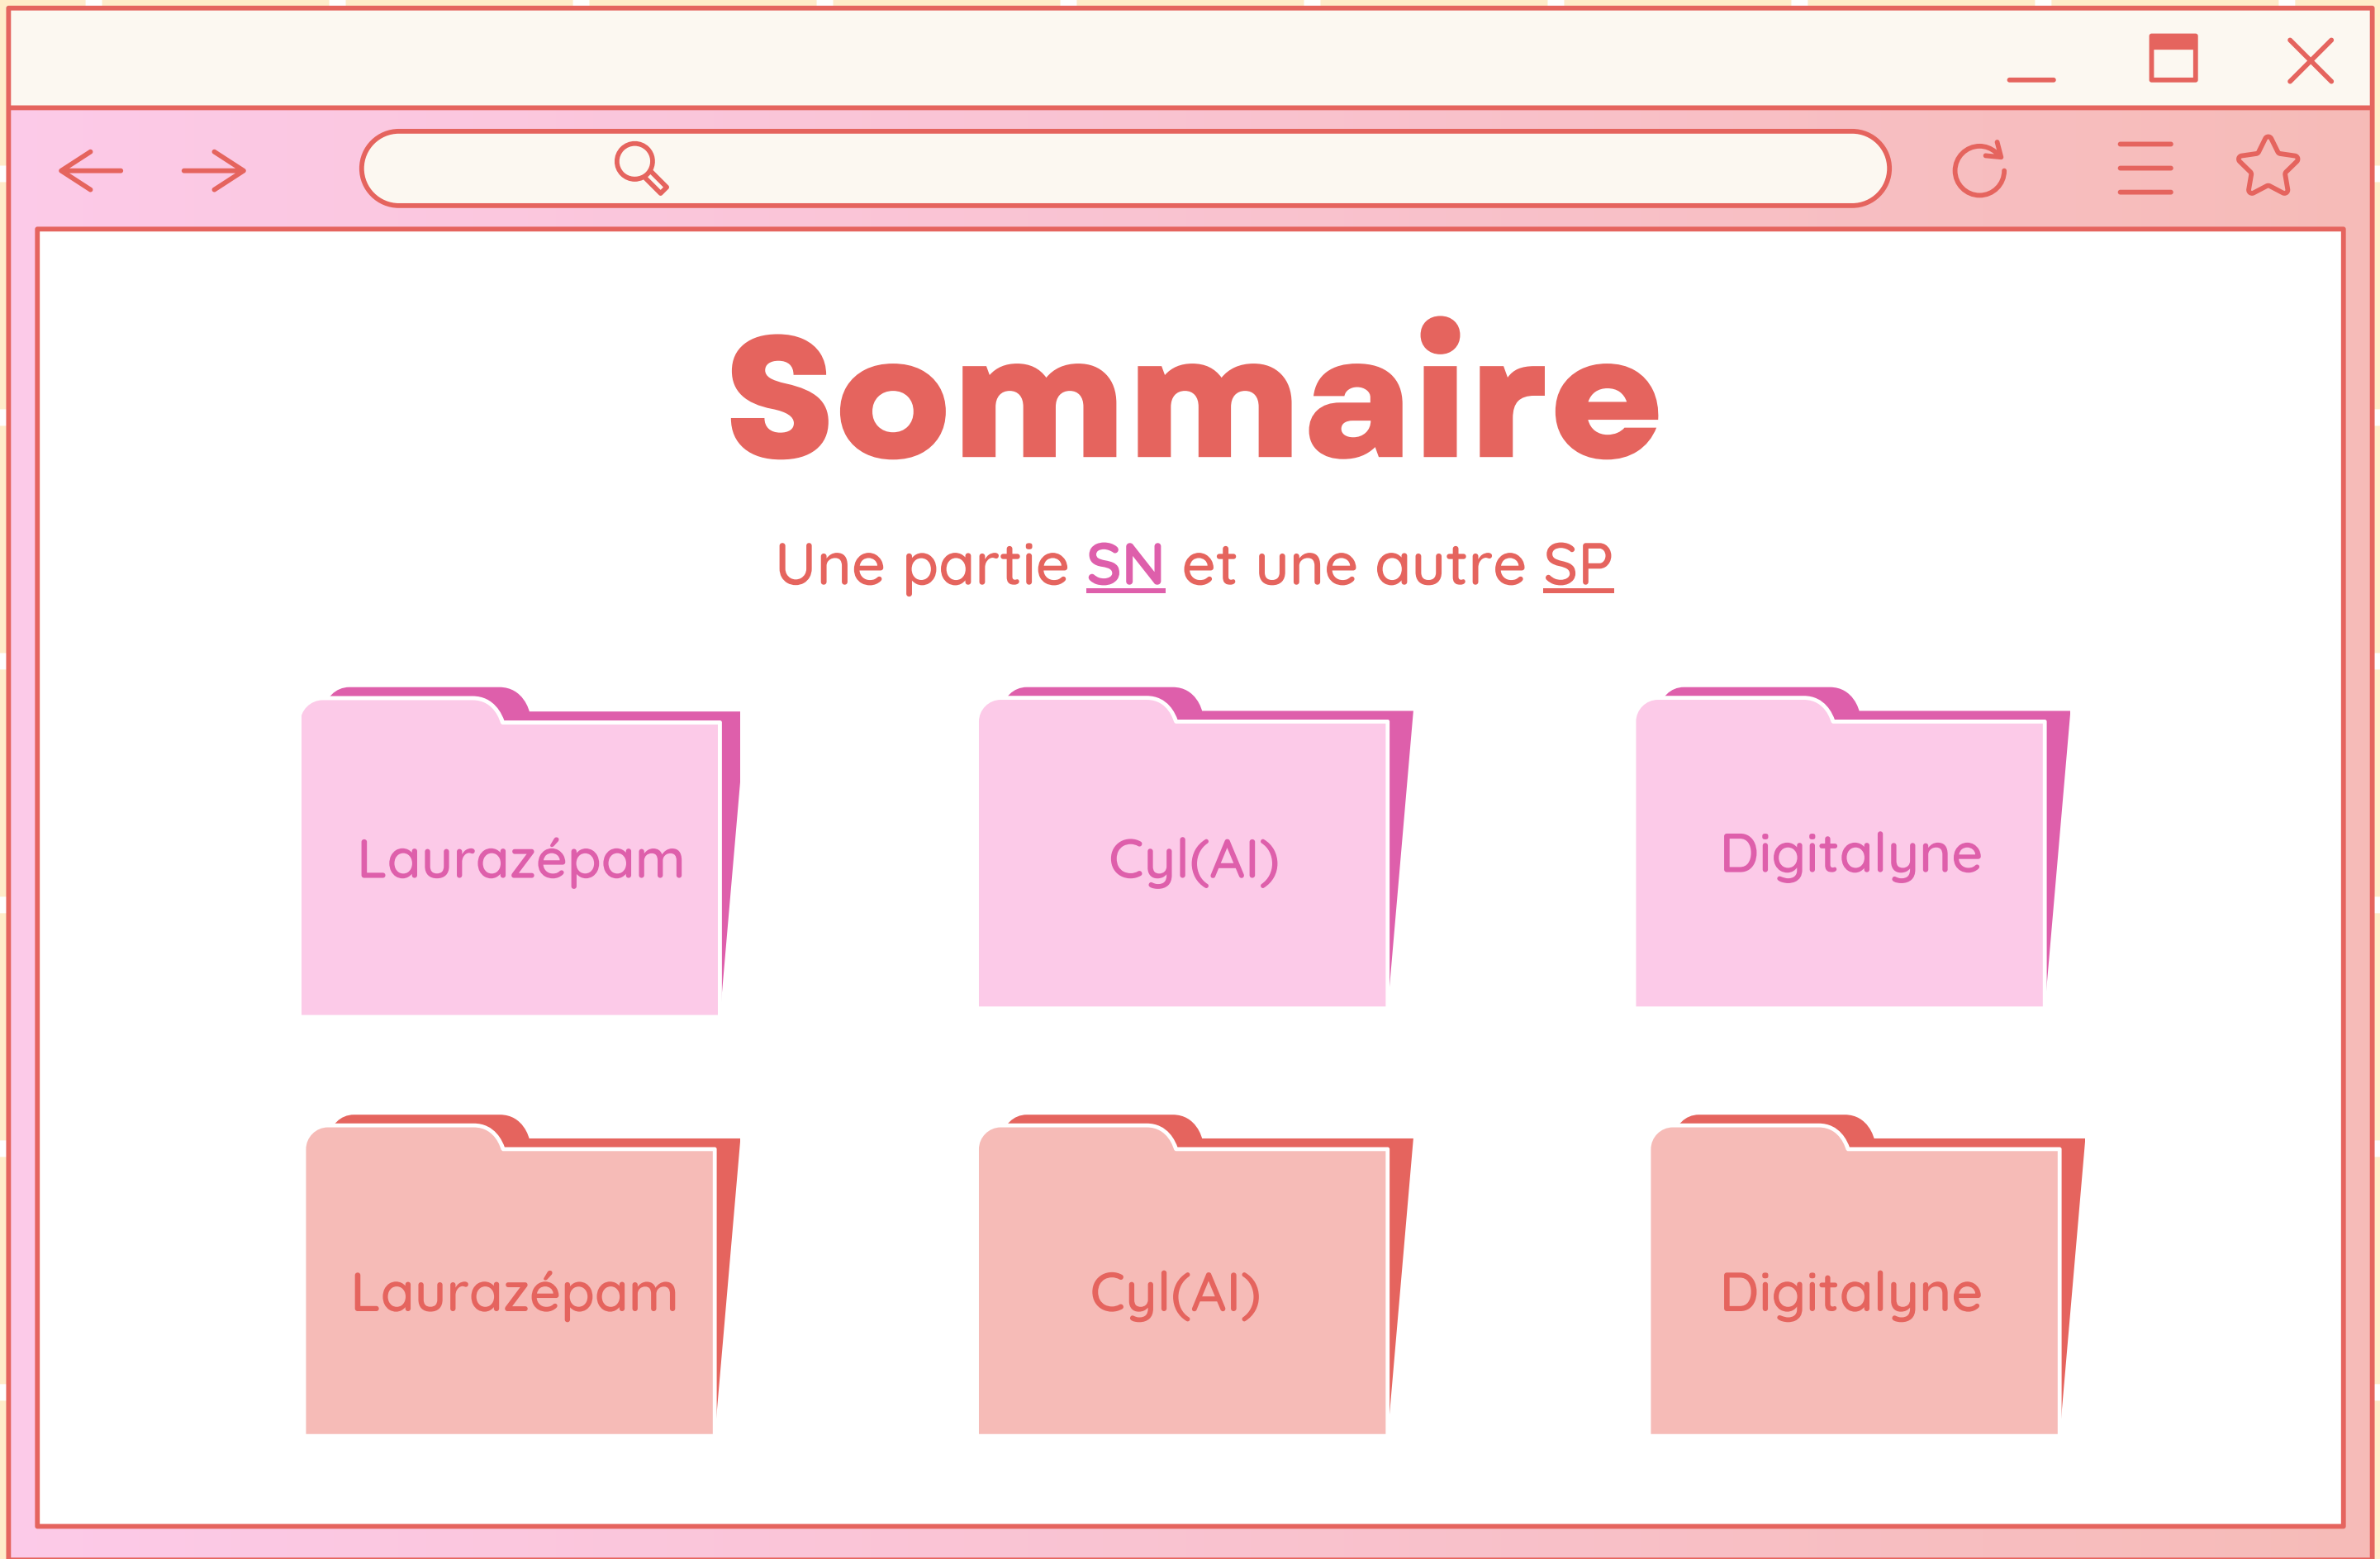 Sommaire
Une partie SN et une autre SP
Laurazépam
Cyl(AI)
Digitalyne
Laurazépam
Cyl(AI)
Digitalyne